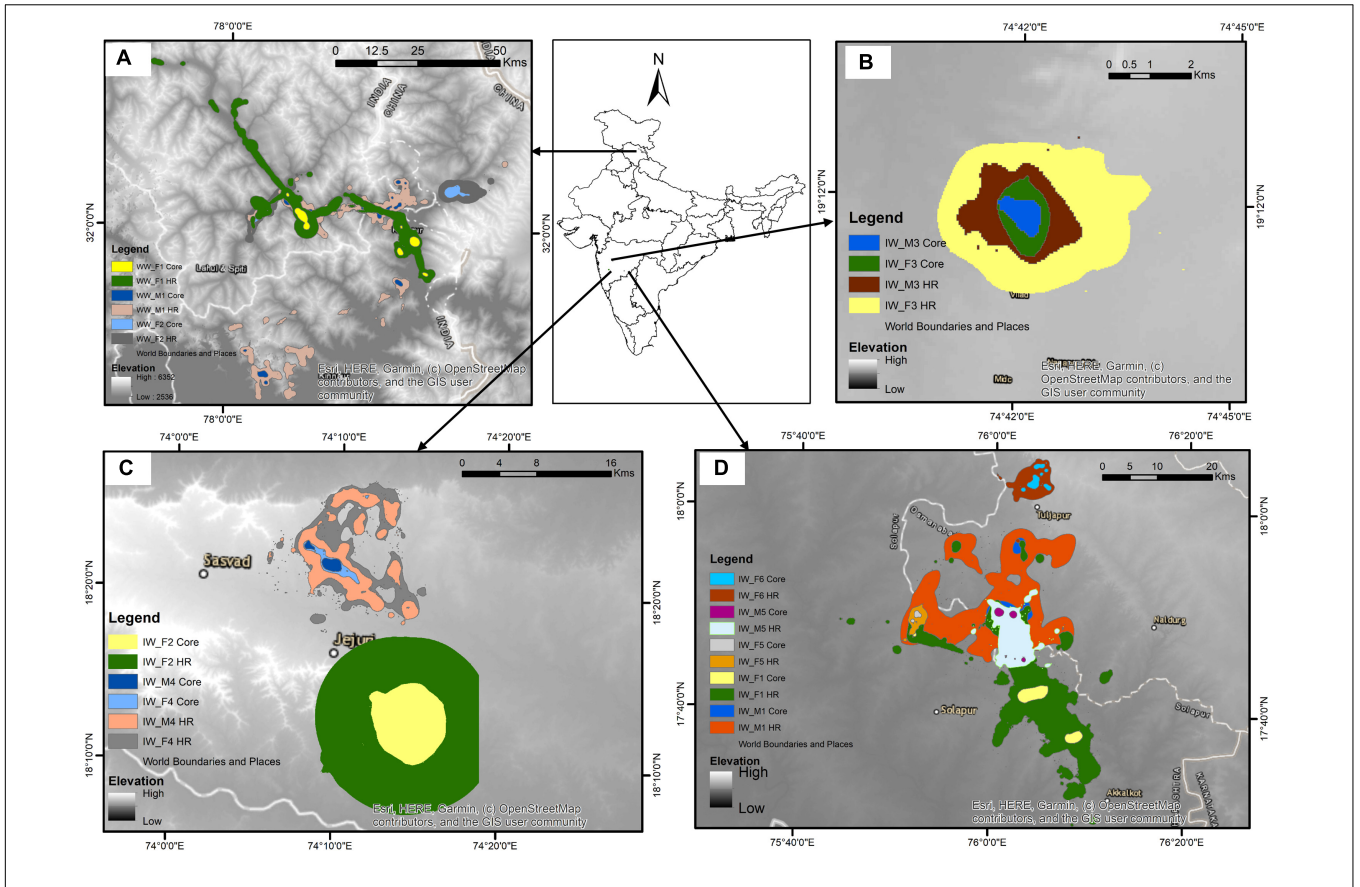 78°0'0"E
A
0 12.5 25 50
Kms
INDIA
CHINA
CHINA
INDIA
32°0'0"N
32°0'0"N
Lahul & Spiti
Legend
WW_F1 Core
WW_F1 HR
WW_M1 Core
WW_M1 HR
WW_F2 Core
WW_F2 HR
World Boundaries and Places
Elevation
High : 6352
Low : 2536
Esri, HERE, Garmin, (c) OpenStreetMap
contributors, and the GIS user
community
78°0'0"E
N
74°42'0"E
74°45'0"E
B
0 0.5 1 2
Kms
19°12'0"N
19°12'0"N
Legend
IW_M3 Core
IW_F3 Core
IW_M3 HR
IW_F3 HR
World Boundaries and Places
Elevation
High
Low
Midc
Esri, HERE, Garmin, (c)
OpenStreetMap contributors, and the
GIS user community
74°42'0"E
74°45'0"E
74°0'0"E
74°10'0"E
74°20'0"E
C
0 4 8 16
Kms
Sasvad
Jejuri
18°20'0"N
18°20'0"N
18°10'0"N
18°10'0"N
Legend
IW_F2 Core
IW_F2 HR
IW_M4 Core
IW_F4 Core
IW_M4 HR
IW_F4 HR
World Boundaries and Places
Elevation
High
Low
Esri, HERE, Garmin, (c) OpenStreetMap
contributors, and the GIS user community
74°0'0"E
74°10'0"E
74°20'0"E
75°40'0"E
76°0'0"E
76°20'0"E
D
0 5 10 20
Kms
18°0'0"N
18°0'0"N
Tuljapur
Solapur
Naldurg
Solapur
Solapur
Akkalkot
KARNATAKA
17°40'0"N
17°40'0"N
Legend
IW_F6 Core
IW_F6 HR
IW_M5 Core
IW_M5 HR
IW_F5 Core
IW_F5 HR
IW_F1 Core
IW_F1 HR
IW_M1 Core
IW_M1 HR
World Boundaries and Places
Elevation
High
Low
Esri, HERE, Garmin, (c) OpenStreetMap
contributors, and the GIS user community
75°40'0"E
76°0'0"E
76°20'0"E